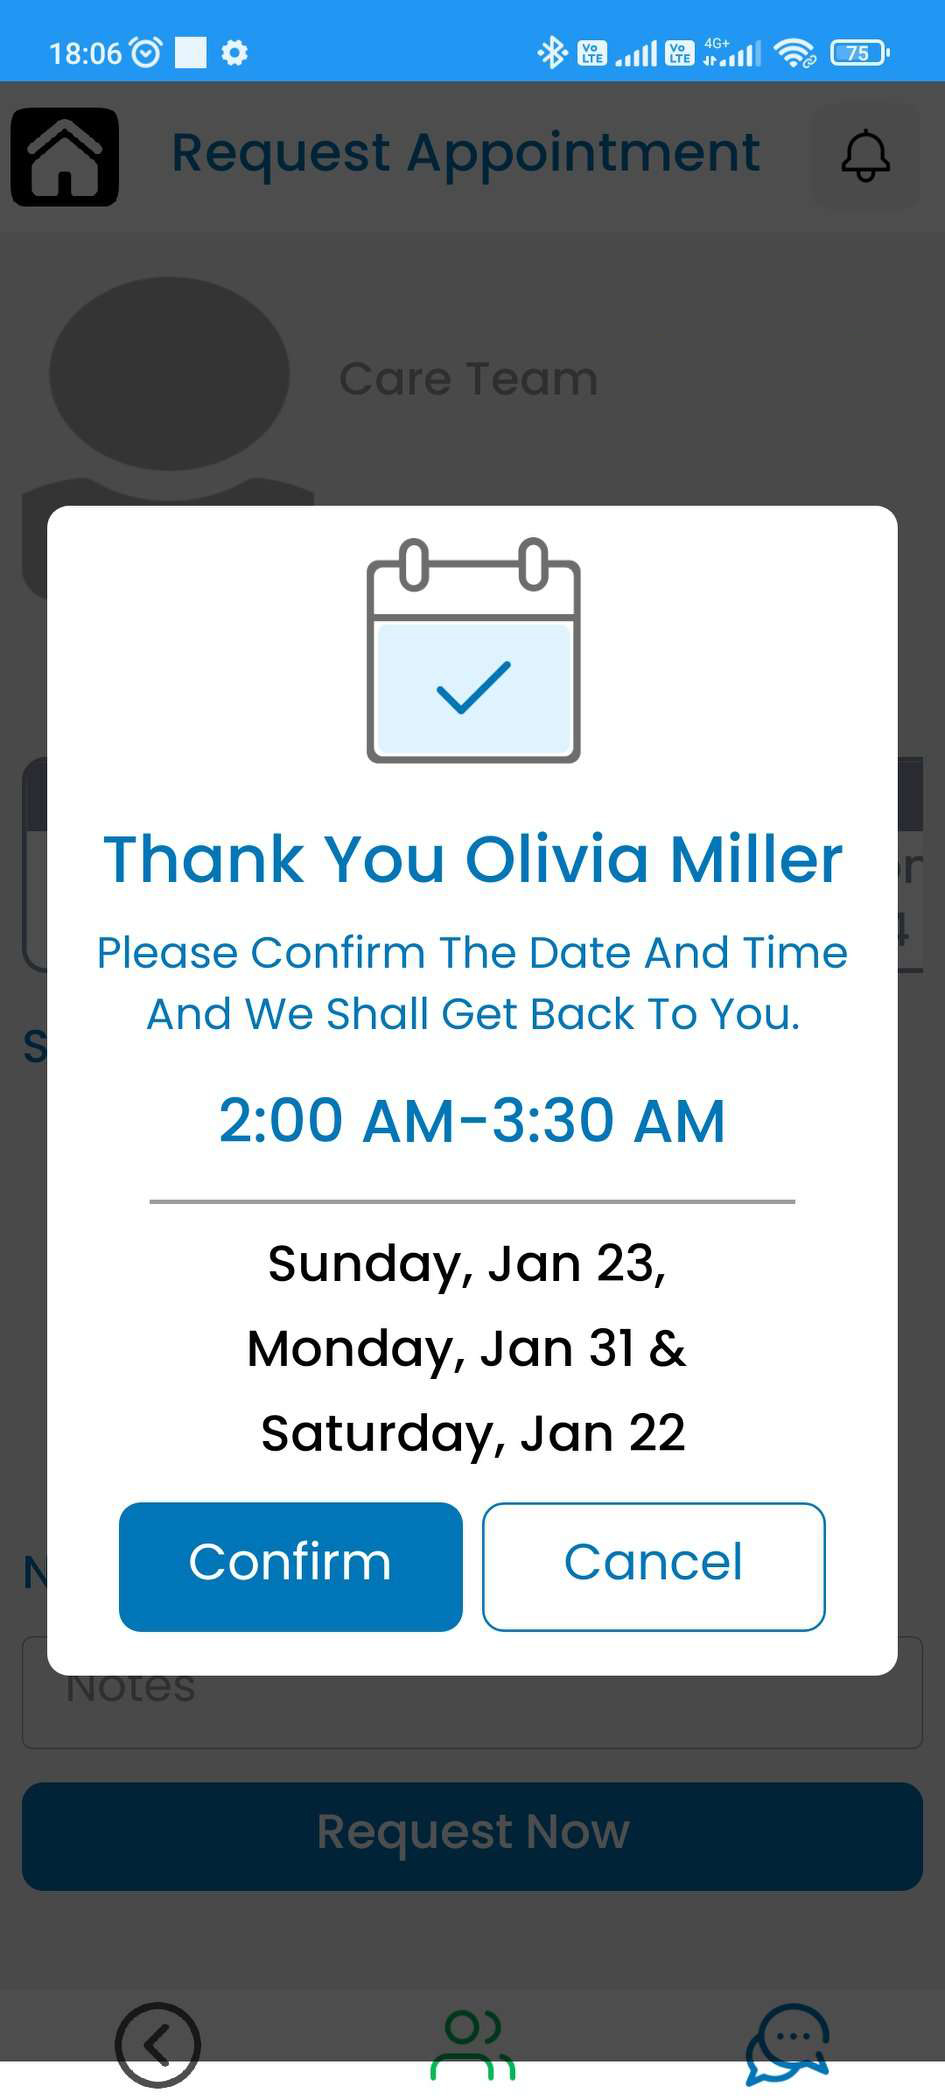 18:06 Vo LTE Vo LTE 4G+ 75
Request Appointment
Care Team
Thank You Olivia Miller
Please Confirm The Date And Time
And We Shall Get Back To You.
2:00 AM-3:30 AM
Sunday, Jan 23,
Monday, Jan 31 &
Saturday, Jan 22
Confirm Cancel
Notes
Request Now